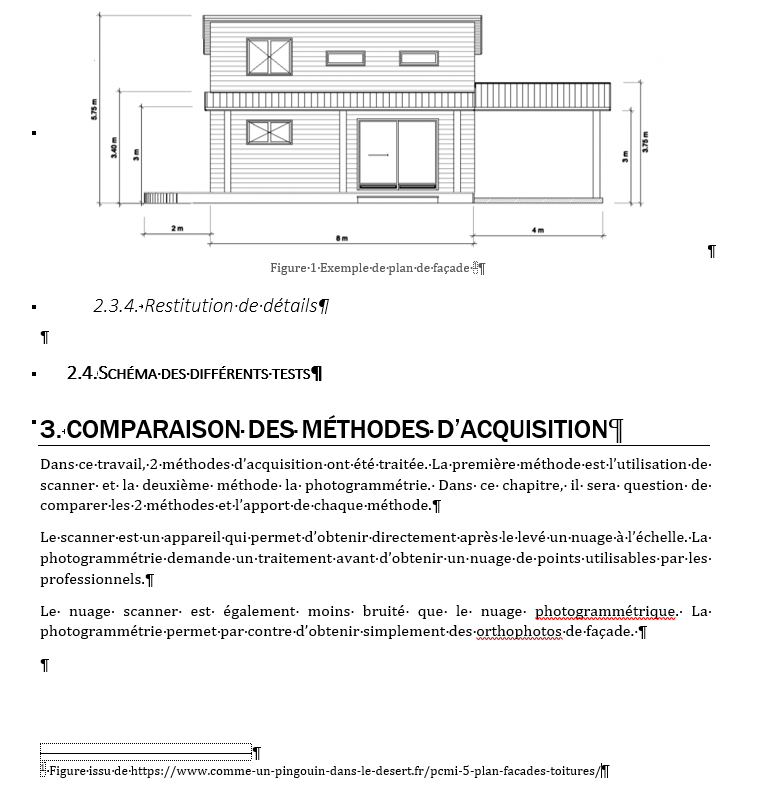 5.75 m
3.40 m
3 m
3 m
3.75 m
2 m
8 m
4 m
Figure 1 Exemple de plan de façade
2.3.4. Restitution de détails
2.4. SCHÉMA DES DIFFÉRENTS TESTS
3. COMPARAISON DES MÉTHODES D’ACQUISITION
Dans ce travail, 2 méthodes d’acquisition ont été traitée. La première méthode est l’utilisation de
scanner et la deuxième méthode la photogrammétrie. Dans ce chapitre, il sera question de
comparer les 2 méthodes et l’apport de chaque méthode.
Le scanner est un appareil qui permet d’obtenir directement après le levé un nuage à l’échelle. La
photogrammétrie demande un traitement avant d’obtenir un nuage de points utilisables par les
professionnels.
Le nuage scanner est également moins bruité que le nuage photogrammétrique. La
photogrammétrie permet par contre d’obtenir simplement des orthophotos de façade.
Figure issu de https://www.comme-un-pingouin-dans-le-desert.fr/pcmi-5-plan-facades-toitures/